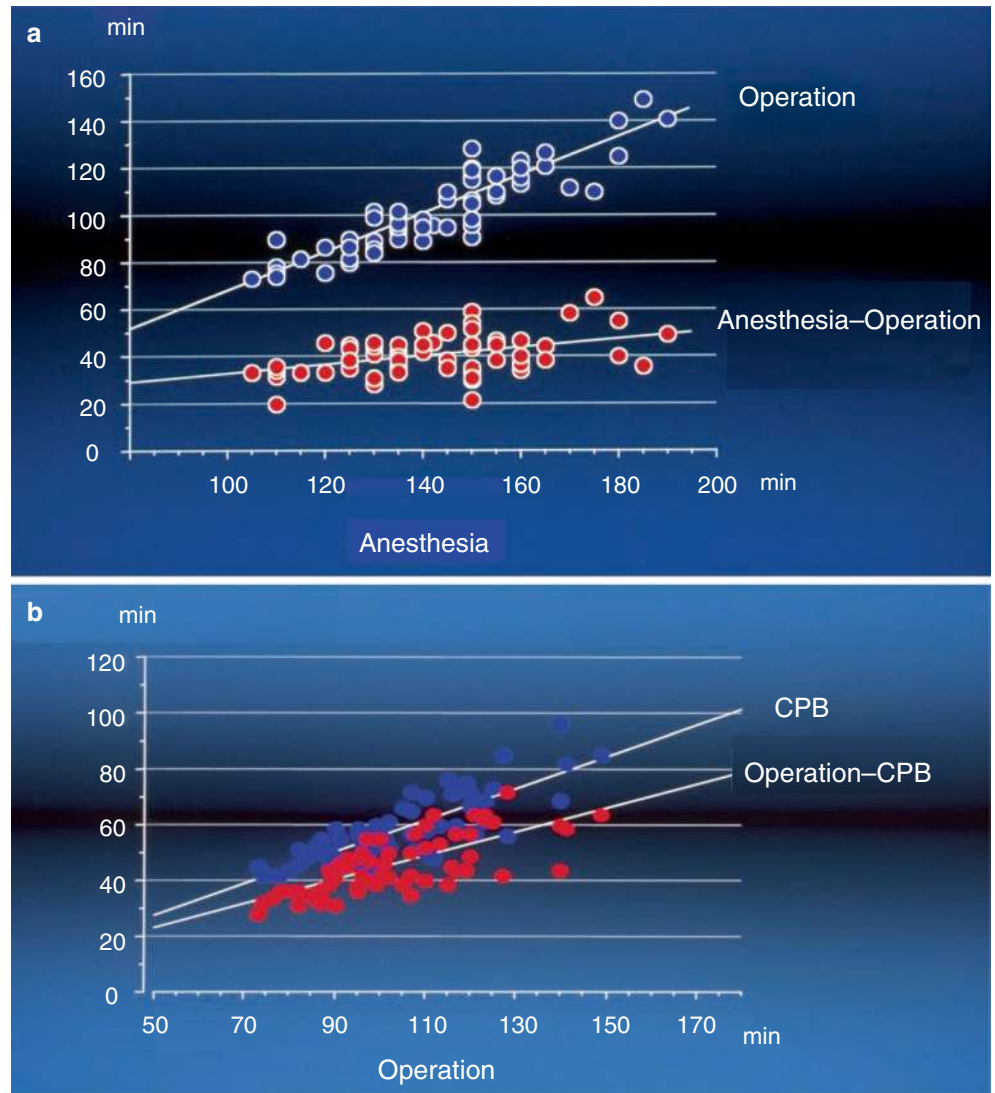 a
min
160
140
120
100
80
60
40
20
0
Operation
Anesthesia–Operation
100 120 140 160 180 200 min
Anesthesia
b
min
120
100
80
60
40
20
0
CPB
Operation–CPB
50 70 90 110 130 150 170 min
Operation